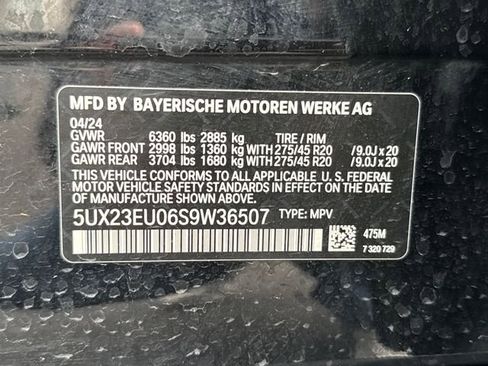 MFD BY BAYERISCHE MOTOREN WERKE AG
04/24
GVWR 6360 lbs 2885 kg TIRE / RIM
GAWR FRONT 2998 lbs 1360 kg WITH 275/45 R20 /9.0J x 20
GAWR REAR 3704 lbs 1680 kg WITH 275/45 R20 /9.0J x 20
THIS VEHICLE CONFORMS TO ALL APPLICABLE U. S. FEDERAL
MOTOR VEHICLE SAFETY STANDARDS IN EFFECT ON THE
DATE OF MANUFACTURE SHOWN ABOVE.
5UX23EU06S9W36507 TYPE: MPV
475M
7 320 729